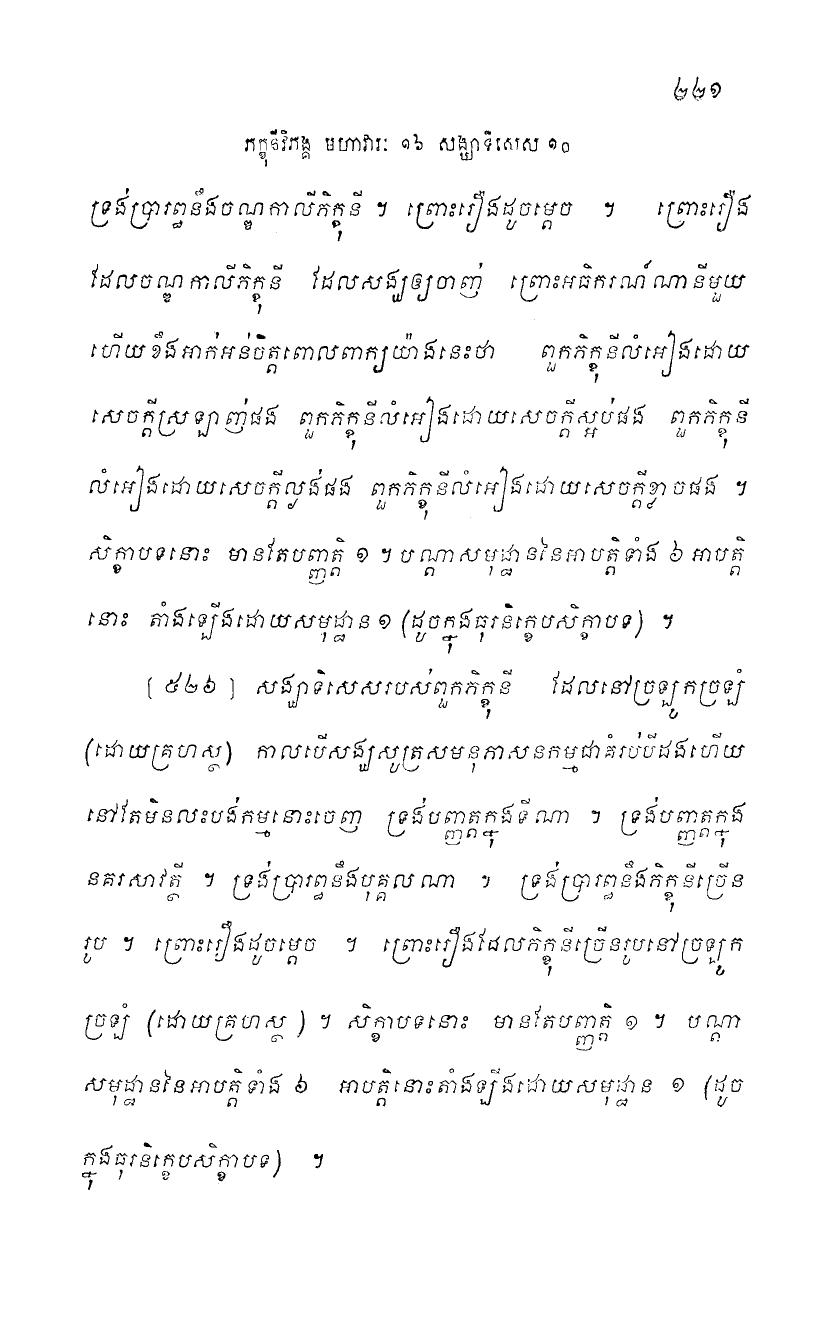 ២២១
ភក្ខុនីវិភង្គ មហាវារៈ ១៦ សង្ឃាទិសេស ១០
ទ្រង់ប្រារព្ធនឹងចណ្ឌកាលីភិក្ខុនី ។ ព្រោះរឿងដូចម្តេច ។ ព្រោះរឿង
ដែលចណ្ឌកាលីភិក្ខុនី ដែលសង្ឃឲ្យចាញ់ ព្រោះអធិករណ៍ណានីមួយ
ហើយខឹងអាក់អន់ចិត្តពោលពាក្យយ៉ាងនេះថា ពួកភិក្ខុនីលំអៀងដោយ
សេចក្តីស្រឡាញ់ផង ពួកភិក្ខុនីលំអៀងដោយសេចក្តីស្អប់ផង ពួកភិក្ខុនី
លំអៀងដោយសេចក្តីល្ងង់ផង ពួកភិក្ខុនីលំអៀងដោយសេចក្តីខ្លាចផង ។
សិក្ខាបទនោះ មានតែបញ្ញត្តិ ១ ។ បណ្តាសមុដ្ឋាននៃអាបត្តិទាំង ៦ អាបត្តិ
នោះ តាំងឡើងដោយសមុដ្ឋាន ១ (ដូចក្នុងធុរនិក្ខេបសិក្ខាបទ) ។
[ ៥២៦ ] សង្ឃាទិសេសរបស់ពួកភិក្ខុនី ដែលនៅច្រឡូកច្រឡំ
(ដោយគ្រហស្ថ) កាលបើសង្ឃសូត្រសមនុភាសនកម្មជាគំរប់បីដងហើយ
នៅតែមិនលះបង់កម្មនោះចេញ ទ្រង់បញ្ញត្តក្នុងទីណា ។ ទ្រង់បញ្ញត្តក្នុង
នគរសាវត្ថី ។ ទ្រង់ប្រារព្ធនឹងបុគ្គលណា ។ ទ្រង់ប្រារព្ធនឹងភិក្ខុនីច្រើន
រូប ។ ព្រោះរឿងដូចម្តេច ។ ព្រោះរឿងដែលភិក្ខុនីច្រើនរូបនៅច្រឡូក
ច្រឡំ (ដោយគ្រហស្ថ ) ។ សិក្ខាបទនោះ មានតែបញ្ញត្តិ ១ ។ បណ្តា
សមុដ្ឋាននៃអាបត្តិទាំង ៦ អាបត្តិនោះតាំងឡើងដោយសមុដ្ឋាន ១ (ដូច
ក្នុងធុរនិក្ខេបសិក្ខាបទ) ។